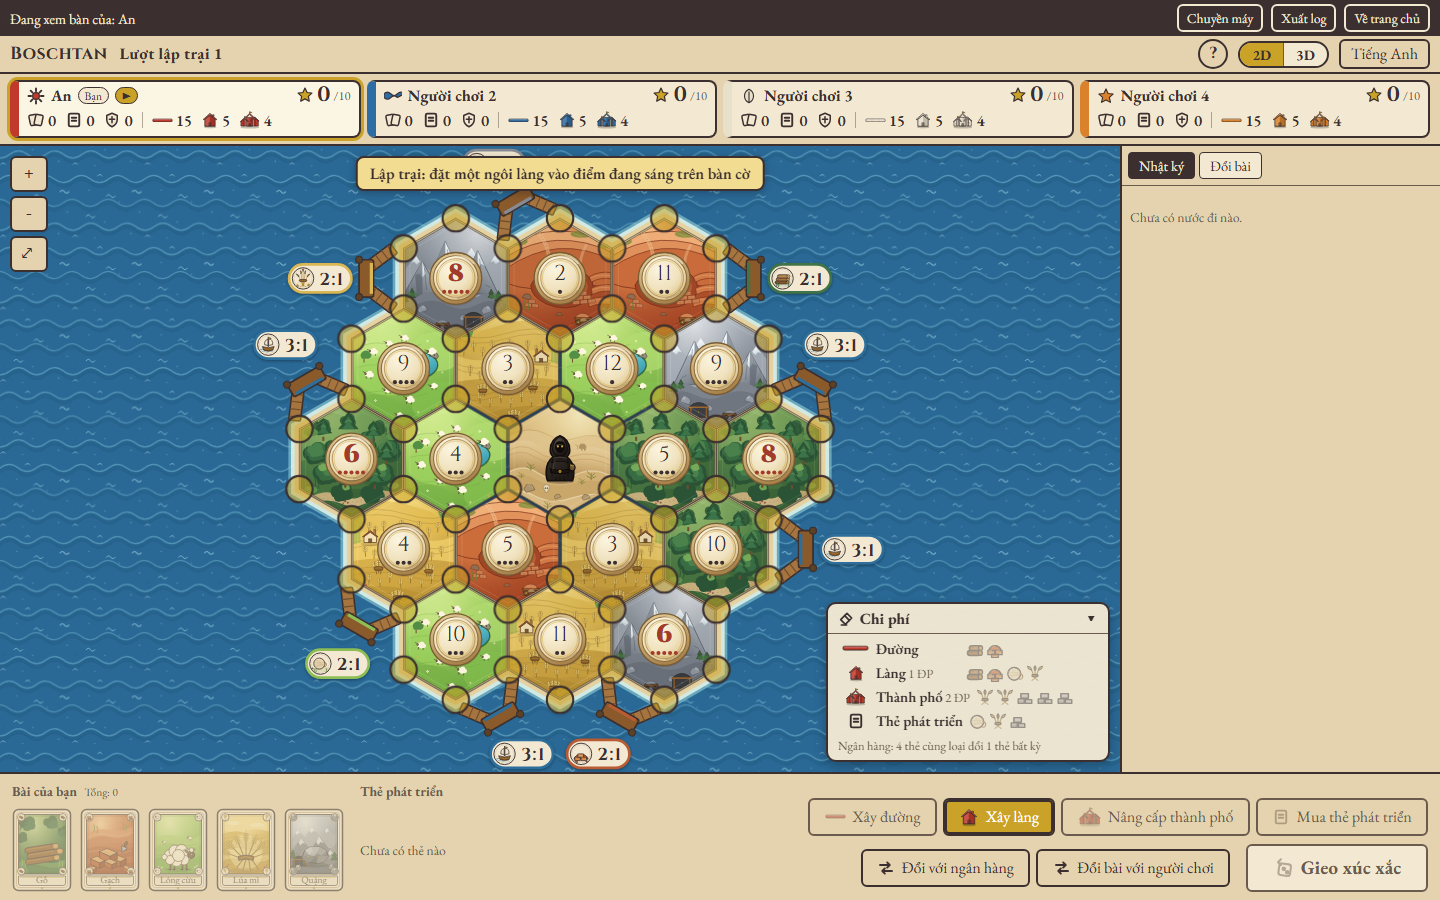 Đang xem bàn của: An
Chuyền máy
Xuất log
Về trang chủ
BOSCHTAN Lượt lập trại 1
?
2D
3D
Tiếng Anh
An Bạn ▶ 0 /10
0 0 0 15 5 4
Người chơi 2 0 /10
0 0 0 15 5 4
Người chơi 3 0 /10
0 0 0 15 5 4
Người chơi 4 0 /10
0 0 0 15 5 4
+
-
Lập trại: đặt một ngôi làng vào điểm đang sáng trên bàn cờ
Nhật ký
Đổi bài
Chưa có nước đi nào.
2:1 8 2 11 2:1
3:1 3:1
9 3 12 9
6 4 5 8
4 5 3 10 3:1
10 11 6
2:1
3:1 2:1
Chi phí ▼
Đường
Làng 1 ĐP
Thành phố 2 ĐP
Thẻ phát triển
Ngân hàng: 4 thẻ cùng loại đổi 1 thẻ bất kỳ
Bài của bạn Tổng: 0
Gỗ
Gạch
Lông cừu
Lúa mì
Quặng
Thẻ phát triển
Chưa có thẻ nào
Xây đường
Xây làng
Nâng cấp thành phố
Mua thẻ phát triển
Đổi với ngân hàng
Đổi bài với người chơi
Gieo xúc xắc